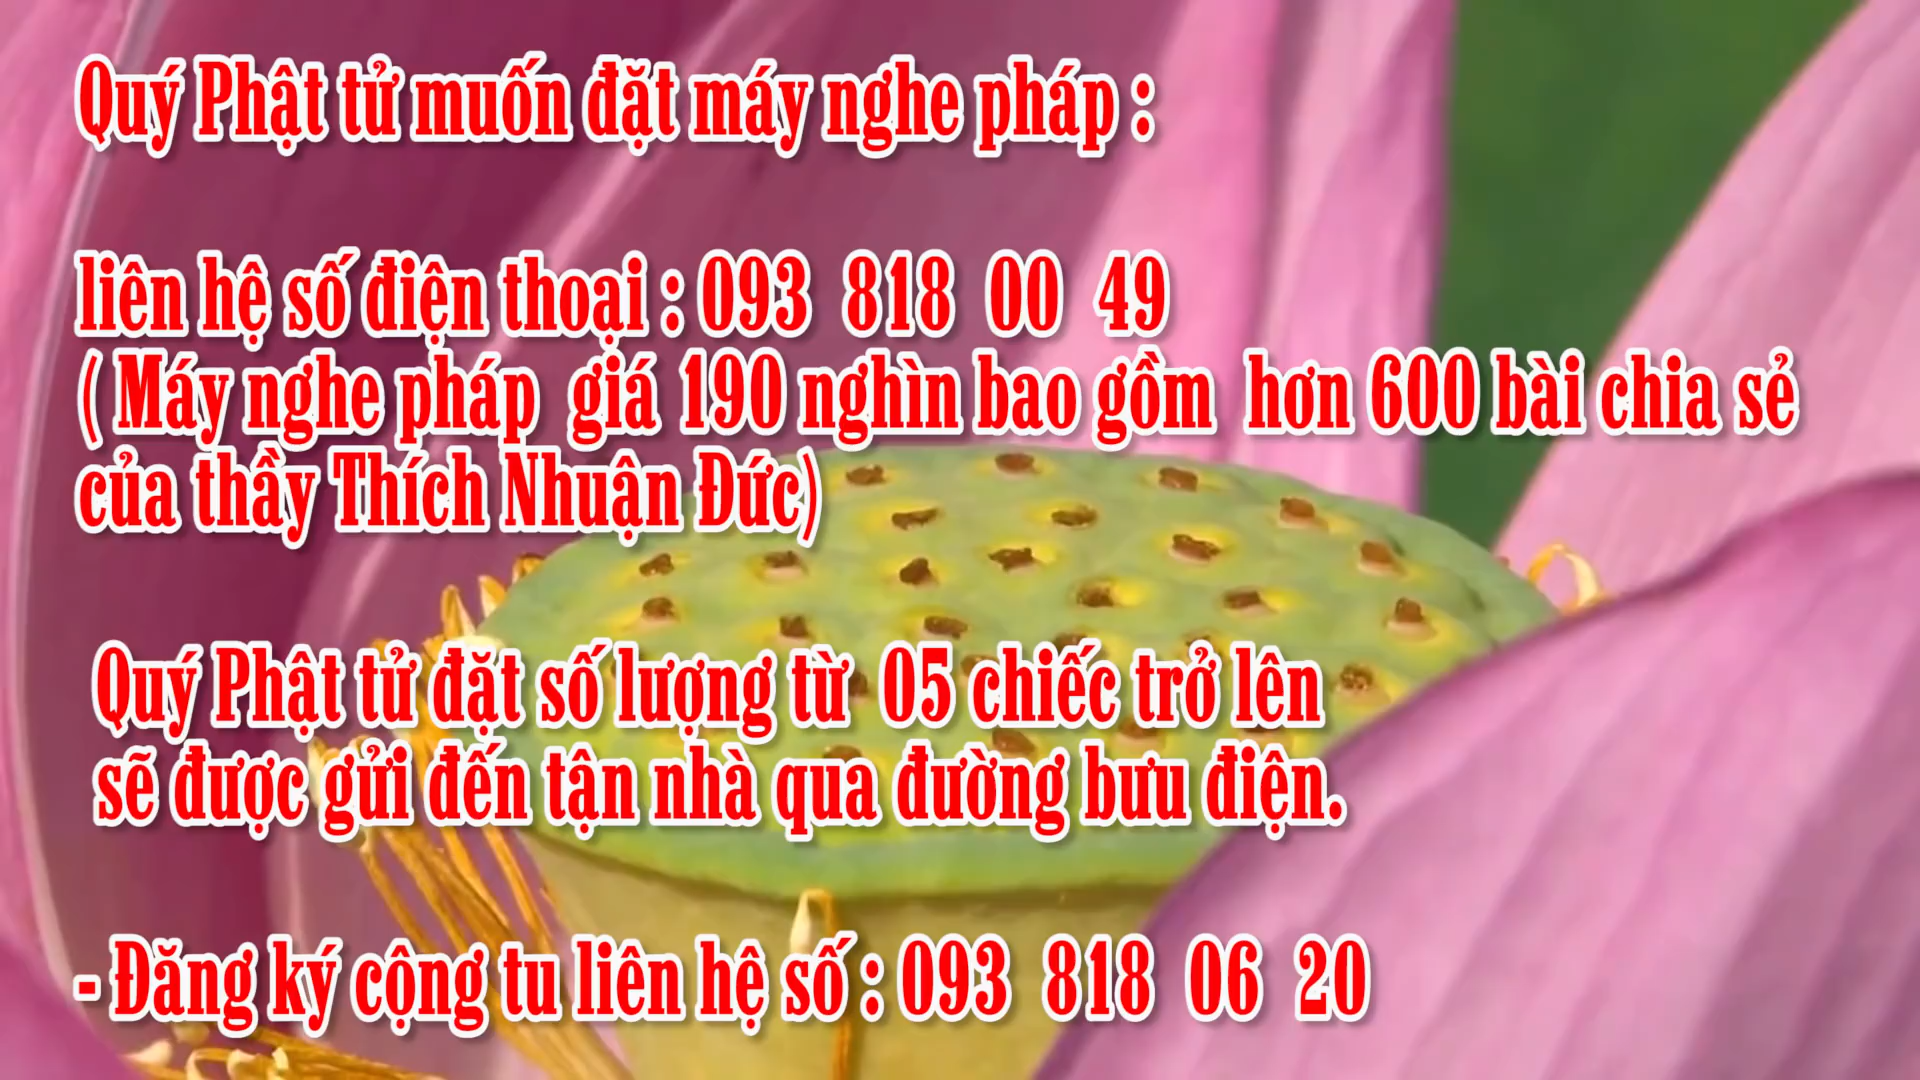 Quý Phật tử muốn đặt máy nghe pháp :
liên hệ số điện thoại : 093 818 00 49
( Máy nghe pháp giá 190 nghìn bao gồm hơn 600 bài chia sẻ
của thầy Thích Nhuận Đức)
Quý Phật tử đặt số lượng từ 05 chiếc trở lên
sẽ được gửi đến tận nhà qua đường bưu điện.
- Đăng ký cộng tu liên hệ số : 093 818 06 20